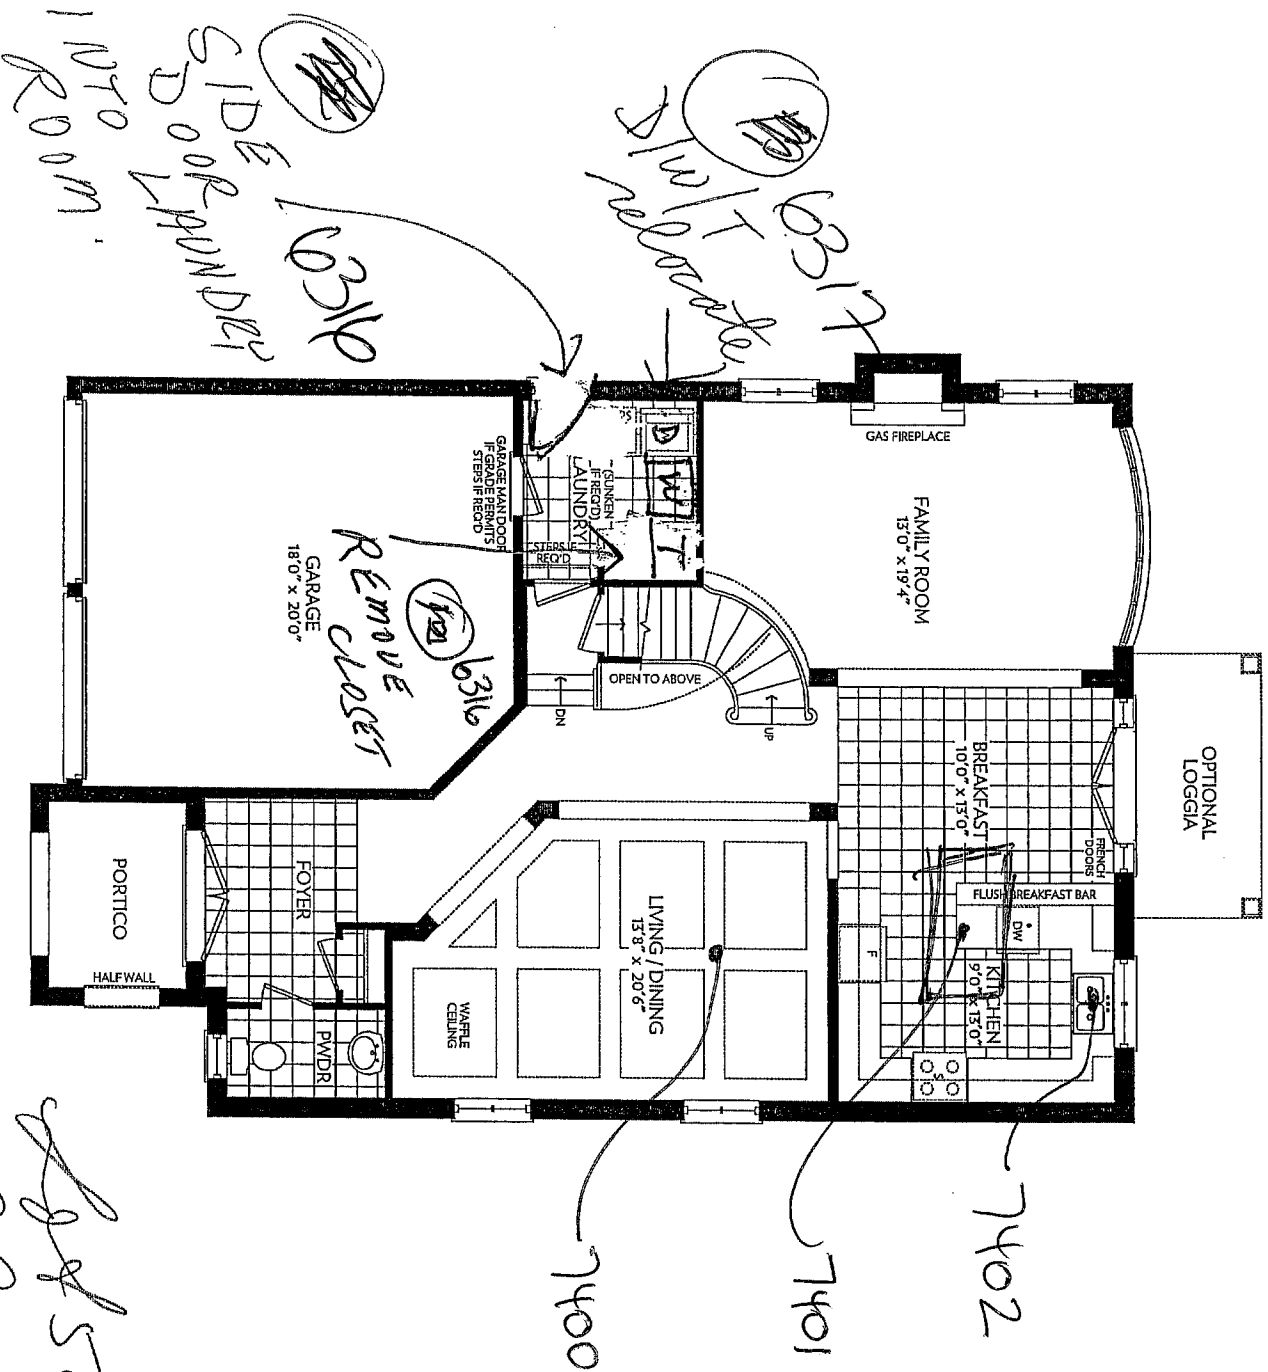 OPTIONAL
LOGGIA
FAMILY ROOM
13'0" x 19'4"
GAS FIREPLACE
BREAKFAST
10'0" x 13'0"
FRENCH
DOORS
FLUSH BREAKFAST BAR
DW
KITCHEN
9'0" x 13'0"
F
S
7402
7401
7400
6317
D/W/T
relocate
UP
OPEN TO ABOVE
DN
D
W
T
LAUNDRY
(SUNKEN
IF REQ'D)
STEPS IF
REQ'D
GARAGE MAN DOOR
IF GRADE PERMITS
STEPS IF REQ'D
LIVING / DINING
13'8" x 20'6"
WAFFLE
CEILING
6316
SIDE
DOOR
INTO LAUNDRY
ROOM.
6316
REMOVE
CLOSET
GARAGE
18'0" x 20'0"
FOYER
PWDR
PORTICO
HALF WALL